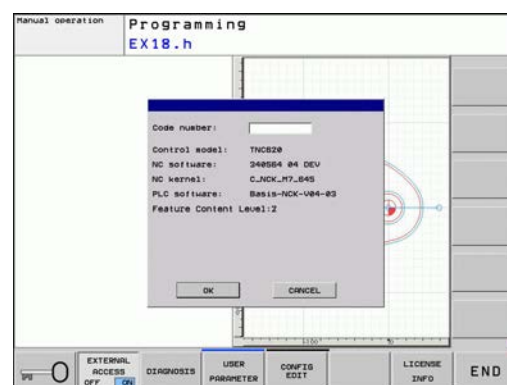 Manual operation
Programming
EX18.h
Code number:
Control model: TNC620
NC software: 340564 04 DEV
NC kernel: C_NCK_M7_645
PLC software: Basis-NCK-V04-03
Feature Content Level:2
OK
CANCEL
EXTERNAL ACCESS
OFF ON
DIAGNOSIS
USER PARAMETER
CONFIG EDIT
LICENSE INFO
END